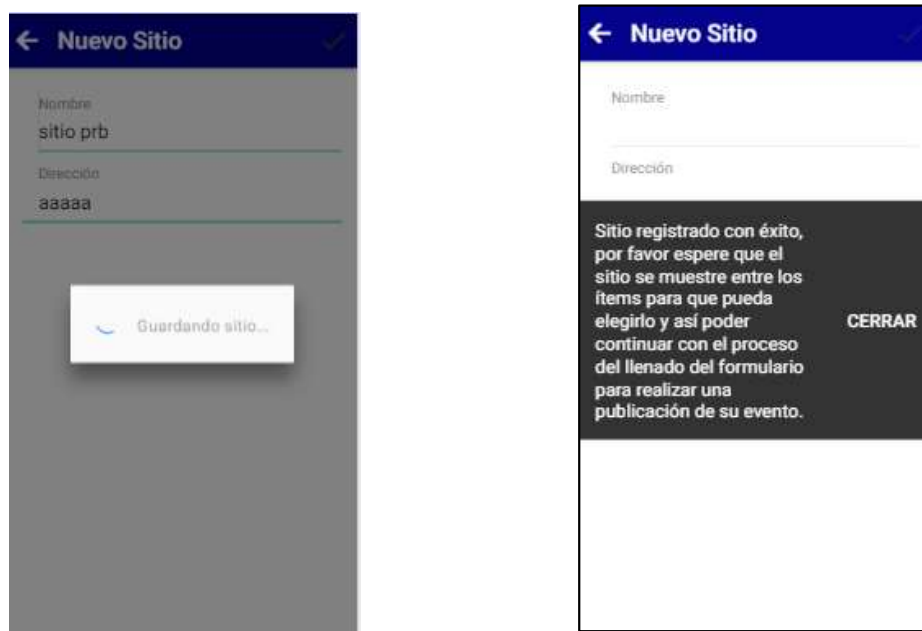 Nuevo Sitio
Nombre
sitio prb
Dirección
aaaaa
Guardando sitio...
Nuevo Sitio
Nombre
Dirección
Sitio registrado con éxito,
por favor espere que el
sitio se muestre entre los
ítems para que pueda
elegirlo y así poder
continuar con el proceso
del llenado del formulario
para realizar una
publicación de su evento.
CERRAR